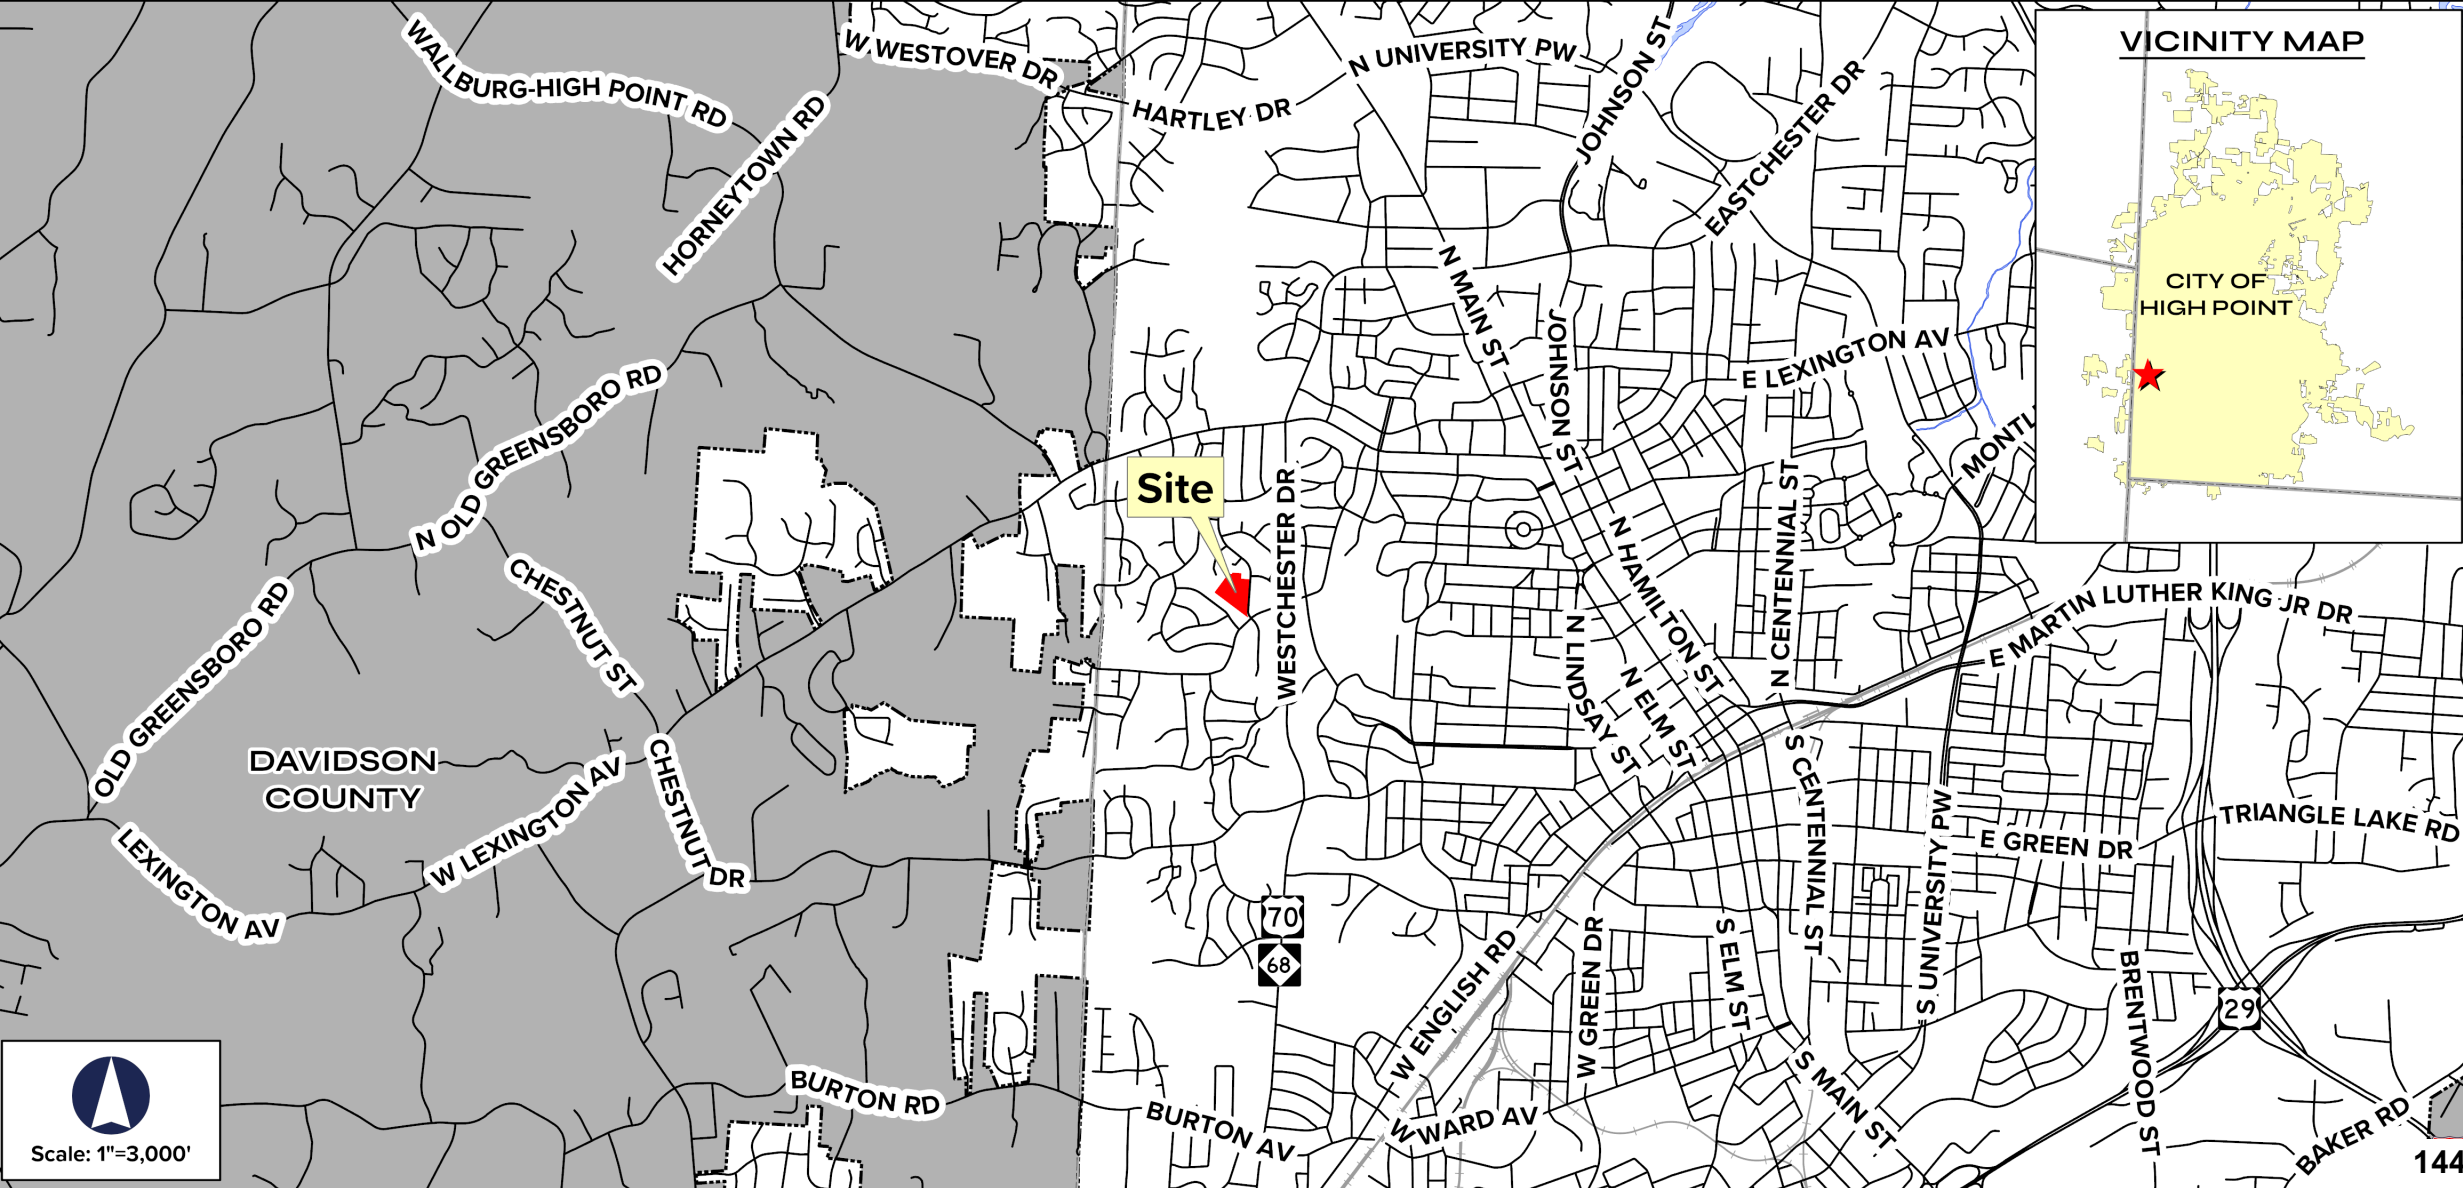 WALLBURG-HIGH POINT RD
W WESTOVER DR
HARTLEY DR
N UNIVERSITY PW
JOHNSON ST
EASTCHESTER DR
HORNEYTOWN RD
VICINITY MAP
CITY OF
HIGH POINT
N MAIN ST
JOHNSON ST
E LEXINGTON AV
N OLD GREENSBORO RD
Site
WESTCHESTER DR
N HAMILTON ST
N CENTENNIAL ST
CHESTNUT ST
OLD GREENSBORO RD
N LINDSAY ST
N ELM ST
E MARTIN LUTHER KING JR DR
DAVIDSON
COUNTY
CHESTNUT DR
W LEXINGTON AV
LEXINGTON AV
S CENTENNIAL ST
S UNIVERSITY PW
E GREEN DR
TRIANGLE LAKE RD
70
68
W ENGLISH RD
W GREEN DR
S ELM ST
BRENTWOOD ST
29
S MAIN ST
BURTON RD
BURTON AV
W WARD AV
BAKER RD
Scale: 1"=3,000'
144